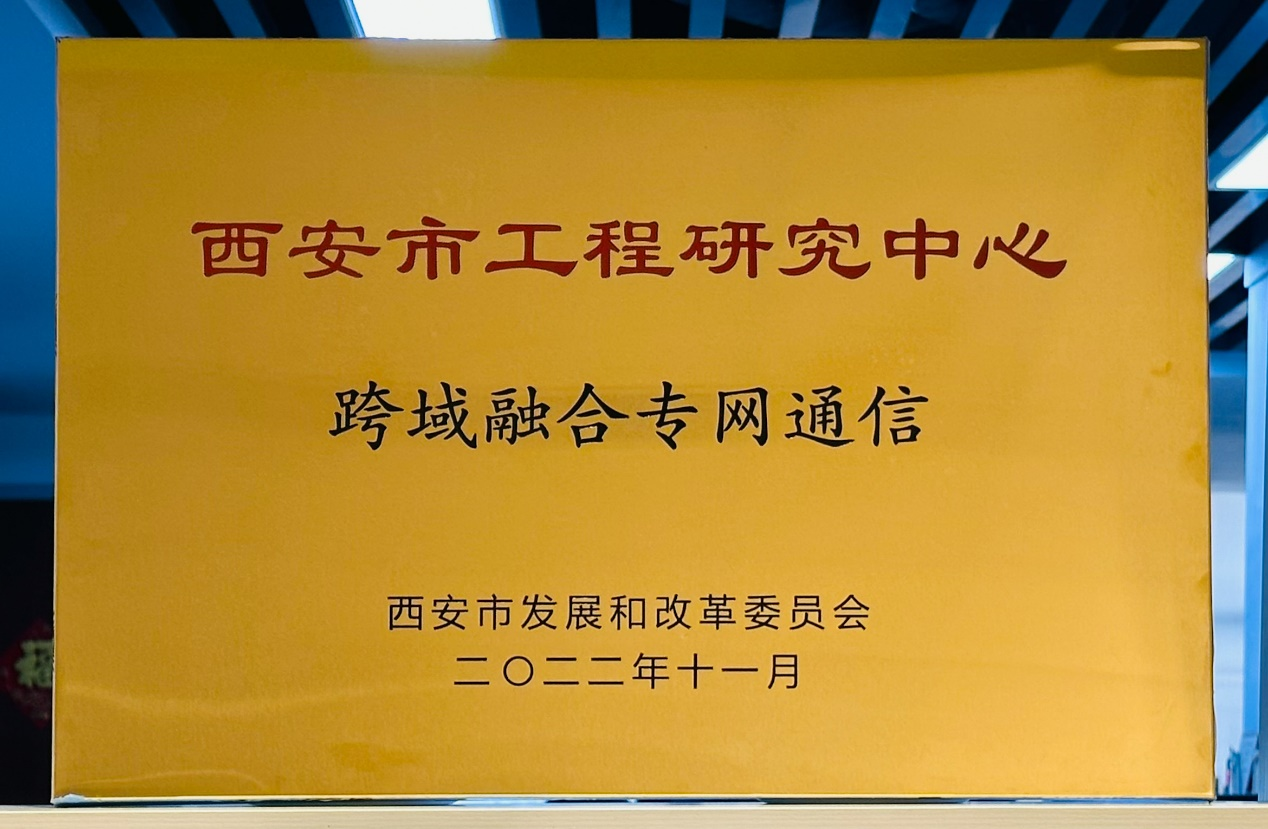 西安市工程研究中心
跨域融合专网通信
西安市发展和改革委员会
二〇二二年十一月
福